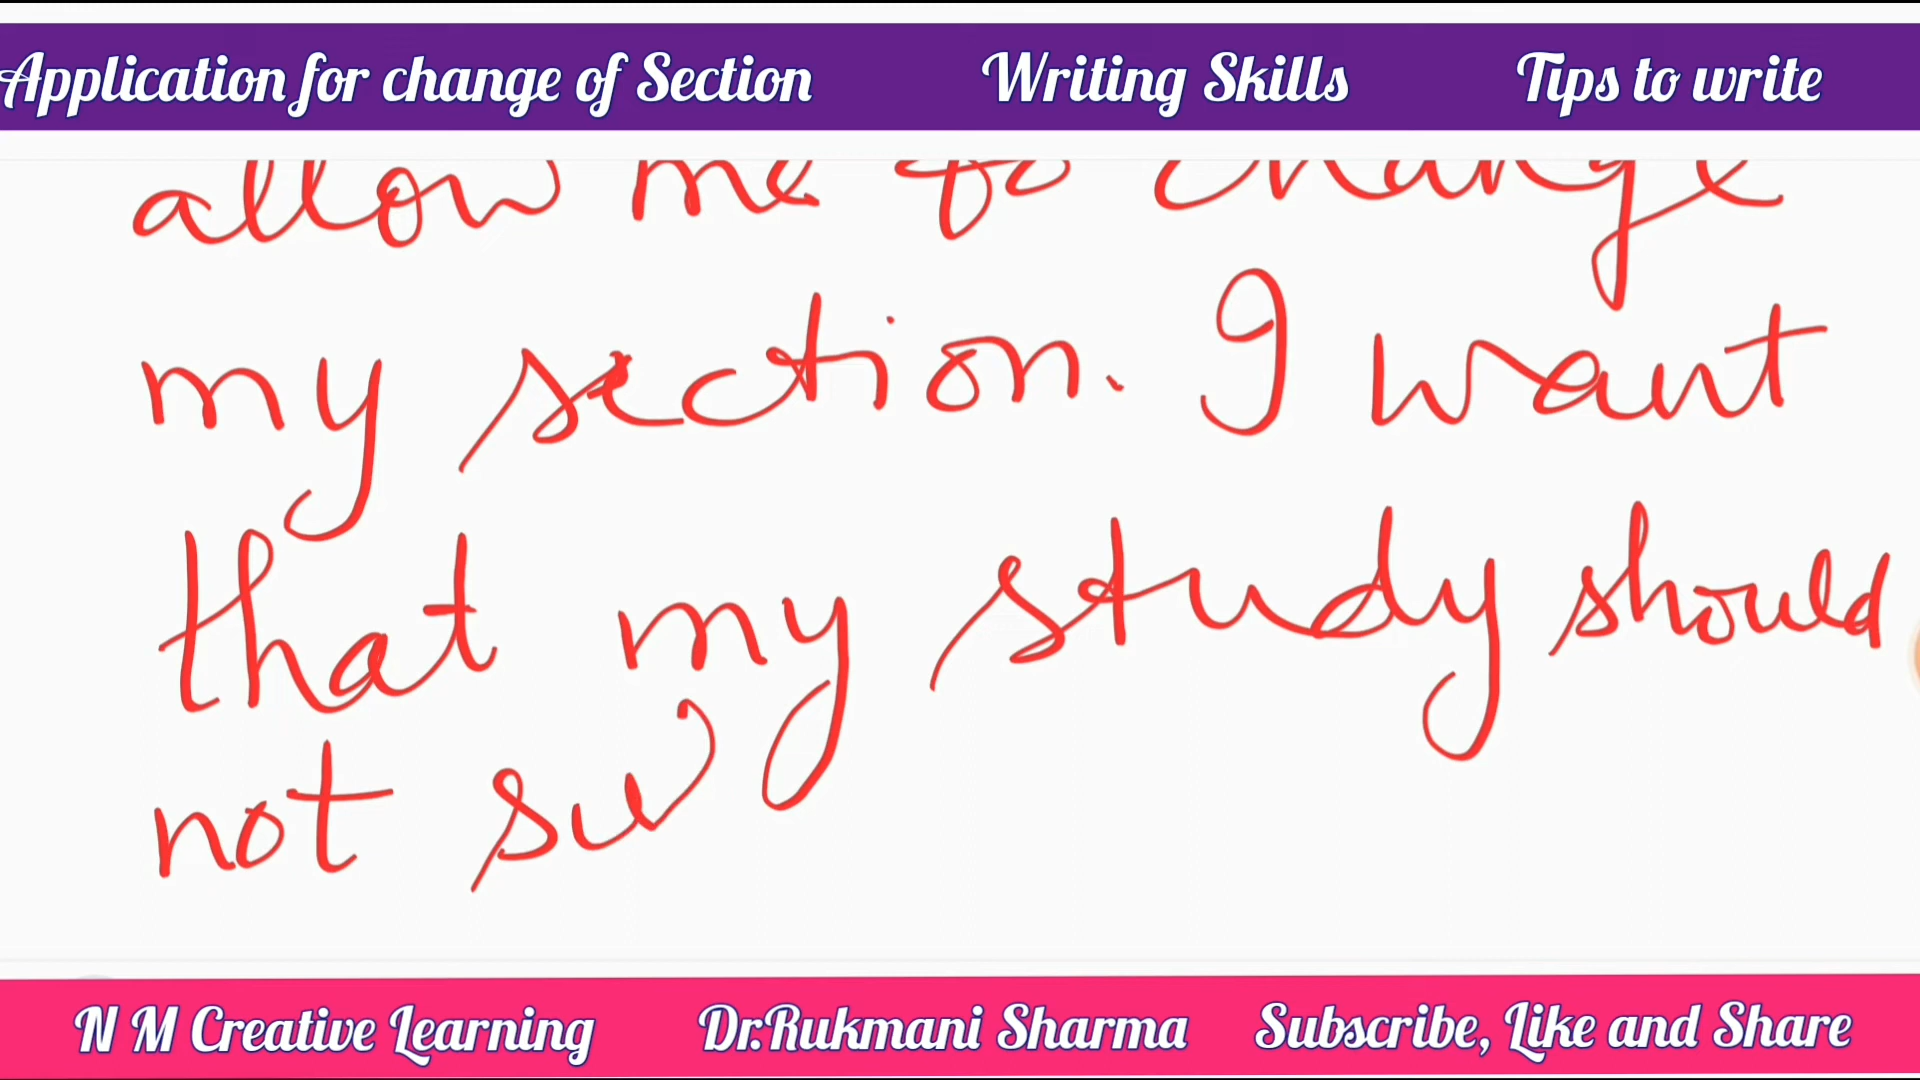 Application for change of Section Writing Skills Tips to write
allow me to change
my section. I want
that my study should
not su
N M Creative Learning Dr.Rukmani Sharma Subscribe, Like and Share